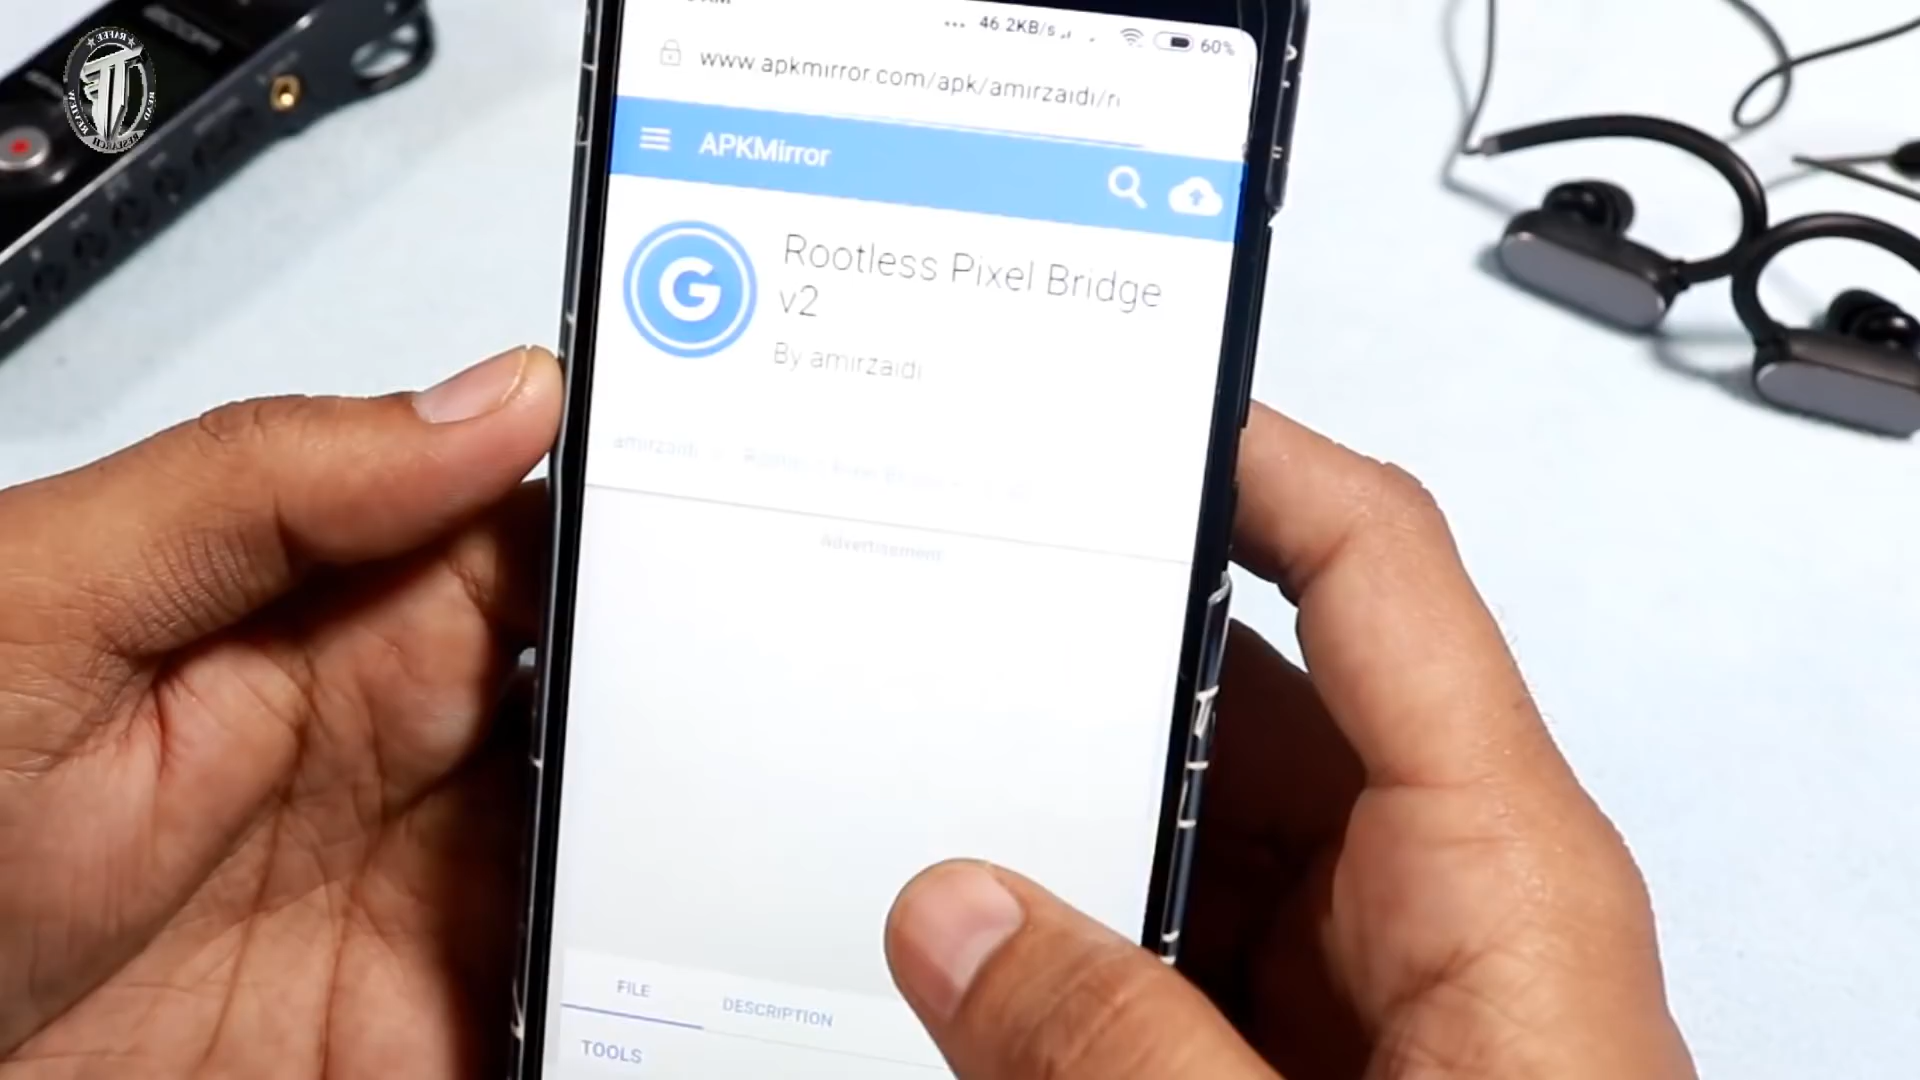 46.2KB/s
60%
www.apkmirror.com/apk/amirzaidi/r
APKMirror
G
Rootless Pixel Bridge
v2
By amirzaidi
amirzaidi
Advertisement
FILE
DESCRIPTION
TOOLS